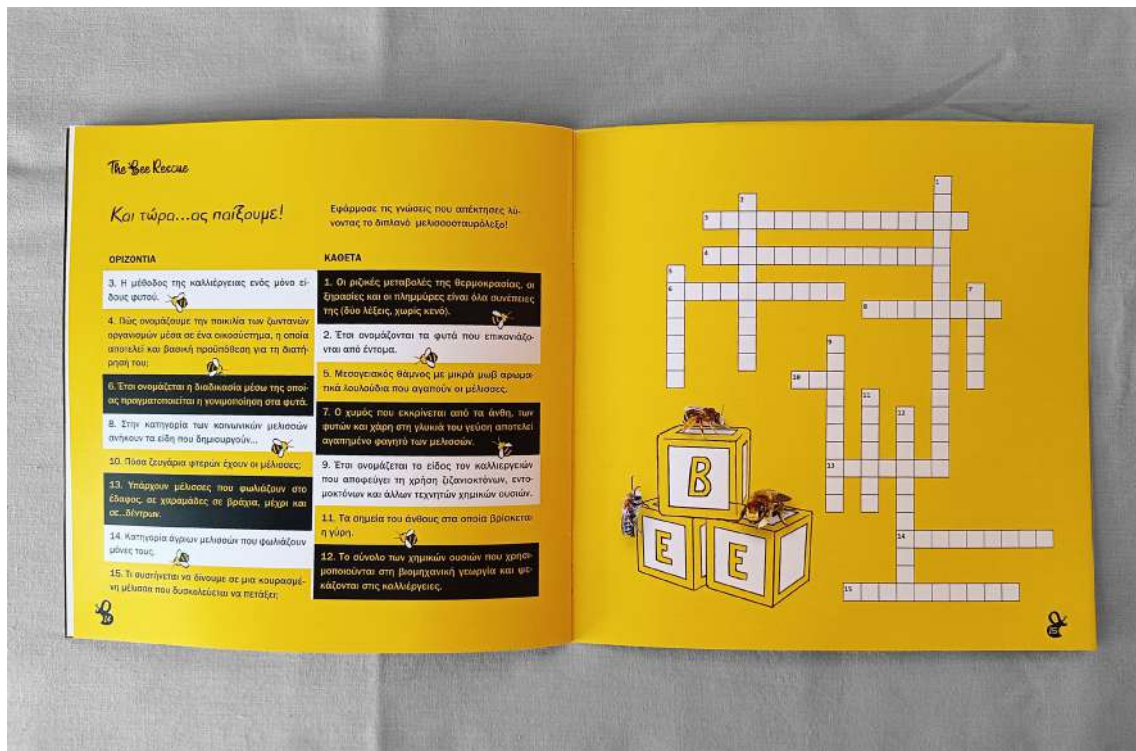 The Bee Rescue
Και τώρα...ας παίξουμε!
Εφάρμοσε τις γνώσεις που απέκτησες λύ-
νοντας το διπλανό μελισσοσταυρόλεξο!
ΟΡΙΖΟΝΤΙΑ
3. Η μέθοδος της καλλιέργειας ενός μόνο εί-
δους φυτού.
4. Πώς ονομάζουμε την ποικιλία των ζωντανών
οργανισμών μέσα σε ένα οικοσύστημα, η οποία
αποτελεί και βασική προϋπόθεση για τη διατή-
ρησή του;
6. Έτσι ονομάζεται η διαδικασία μέσω της οποί-
ας πραγματοποιείται η γονιμοποίηση στα φυτά.
8. Στην κατηγορία των κοινωνικών μελισσών
ανήκουν τα είδη που δημιουργούν...
10. Πόσα ζευγάρια φτερών έχουν οι μέλισσες;
13. Υπάρχουν μέλισσες που φωλιάζουν στο
έδαφος, σε χαραμάδες σε βράχια, μέχρι και
σε...δέντρων.
14. Κατηγορία άγριων μελισσών που φωλιάζουν
μόνες τους.
15. Τι συστήνεται να δίνουμε σε μια κουρασμέ-
νη μέλισσα που δυσκολεύεται να πετάξει;
14
ΚΑΘΕΤΑ
1. Οι ριζικές μεταβολές της θερμοκρασίας, οι
ξηρασίες και οι πλημμύρες είναι όλα συνέπειες
της (δύο λέξεις, χωρίς κενό).
2. Έτσι ονομάζονται τα φυτά που επικονιάζο-
νται από έντομα.
5. Μεσογειακός θάμνος με μικρά μωβ αρωμα-
τικά λουλούδια που αγαπούν οι μέλισσες.
7. Ο χυμός που εκκρίνεται από τα άνθη, των
φυτών και χάρη στη γλυκιά του γεύση αποτελεί
αγαπημένο φαγητό των μελισσών.
9. Έτσι ονομάζεται το είδος τον καλλιεργειών
που αποφεύγει τη χρήση ζιζανιοκτόνων, εντο-
μοκτόνων και άλλων τεχνητών χημικών ουσιών.
11. Τα σημεία του άνθους στα οποία βρίσκεται
η γύρη.
12. Το σύνολο των χημικών ουσιών που χρησι-
μοποιούνται στη βιομηχανική γεωργία και ψε-
κάζονται στις καλλιέργειες.
1
2
3
4
5
6
7
8
9
10
11
12
13
14
15
B
E
E
15